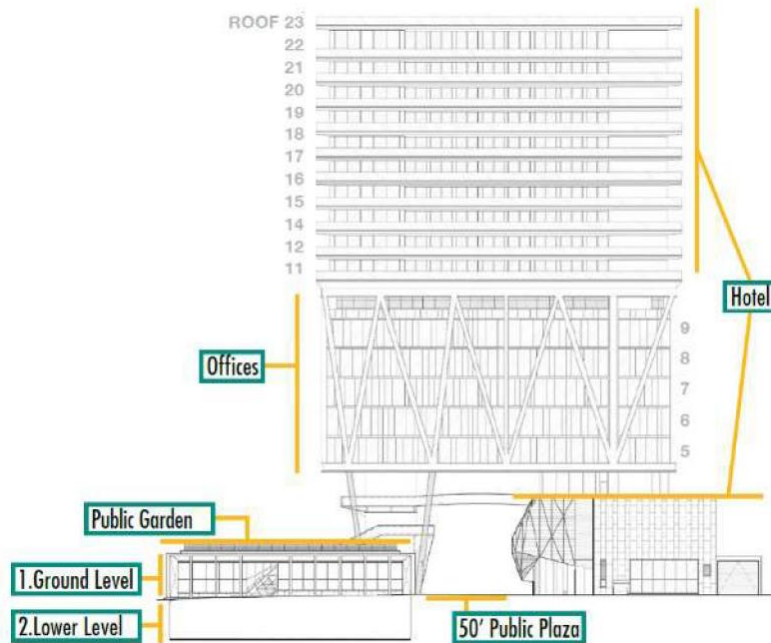 ROOF 23
22
21
20
19
18
17
16
15
14
12
11
Hotel
9
8
7
6
5
Offices
Public Garden
1.Ground Level
2.Lower Level
50' Public Plaza